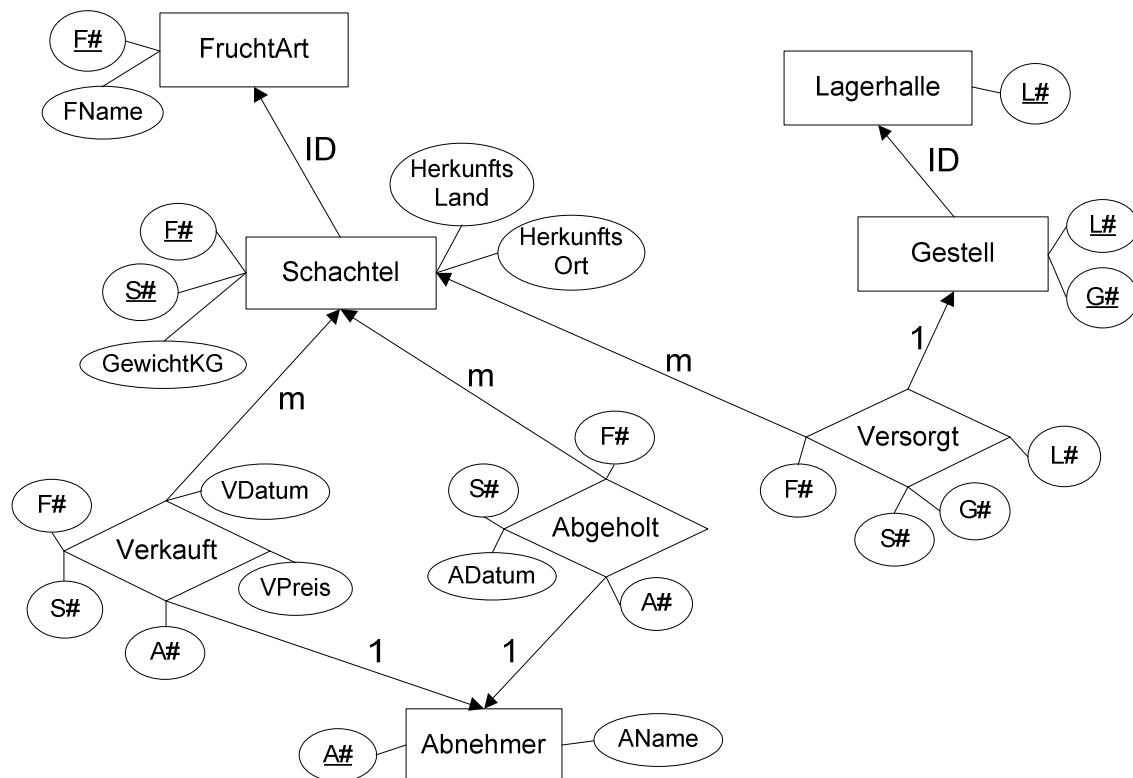 F#
FruchtArt
FName
Lagerhalle
L#
ID
ID
Herkunfts
Land
Herkunfts
Ort
F#
S#
GewichtKG
Schachtel
Gestell
L#
G#
m
m
m
1
F#
S#
VDatum
Verkauft
VPreis
S#
A#
F#
Abgeholt
ADatum
A#
Versorgt
F#
L#
G#
S#
1
1
A#
Abnehmer
AName